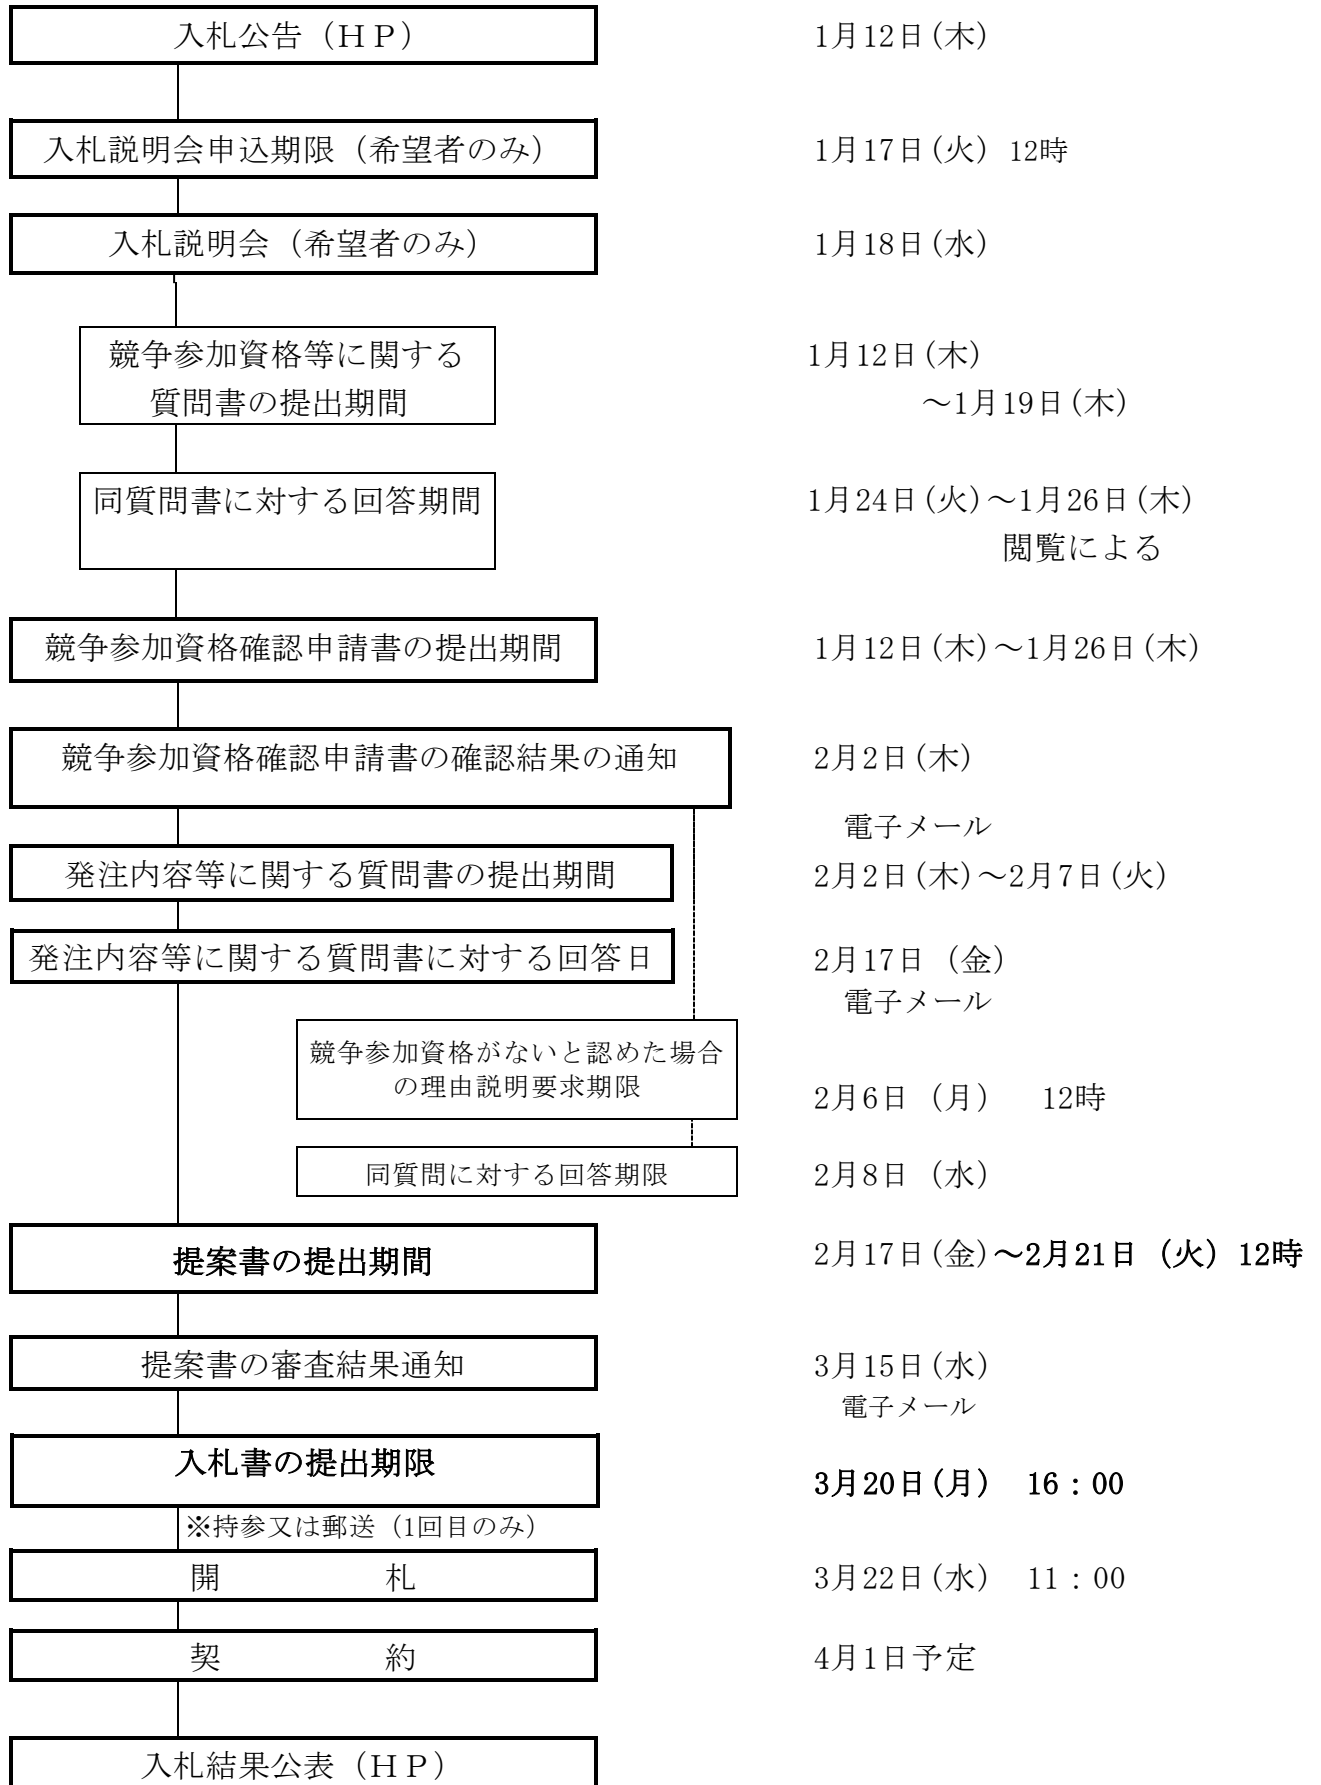 入札公告（ＨＰ） 1月12日(木)
入札説明会申込期限（希望者のみ） 1月17日(火) 12時
入札説明会（希望者のみ） 1月18日(水)
競争参加資格等に関する 1月12日(木)
質問書の提出期間 ～1月19日(木)
同質問書に対する回答期間 1月24日(火)～1月26日(木)
閲覧による
競争参加資格確認申請書の提出期間 1月12日(木)～1月26日(木)
競争参加資格確認申請書の確認結果の通知 2月2日(木)
電子メール
発注内容等に関する質問書の提出期間 2月2日(木)～2月7日(火)
発注内容等に関する質問書に対する回答日 2月17日（金）
電子メール
競争参加資格がないと認めた場合
の理由説明要求期限 2月6日（月） 12時
同質問に対する回答期限 2月8日（水）
提案書の提出期間 2月17日(金)～2月21日（火）12時
提案書の審査結果通知 3月15日(水)
電子メール
入札書の提出期限 3月20日(月) 16：00
※持参又は郵送（1回目のみ）
開 札 3月22日(水) 11：00
契 約 4月1日予定
入札結果公表（ＨＰ）